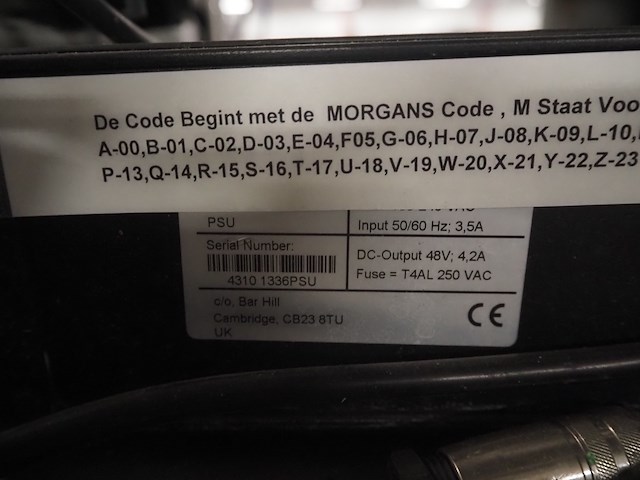 De Code Begint met de MORGANS Code , M Staat Voo
A-00,B-01,C-02,D-03,E-04,F05,G-06,H-07,J-08,K-09,L-10,
P-13,Q-14,R-15,S-16,T-17,U-18,V-19,W-20,X-21,Y-22,Z-23
PSU
Input 50/60 Hz; 3,5A
Serial Number:
4310 1336PSU
DC-Output 48V; 4,2A
Fuse = T4AL 250 VAC
c/o, Bar Hill
Cambridge, CB23 8TU
UK
CE